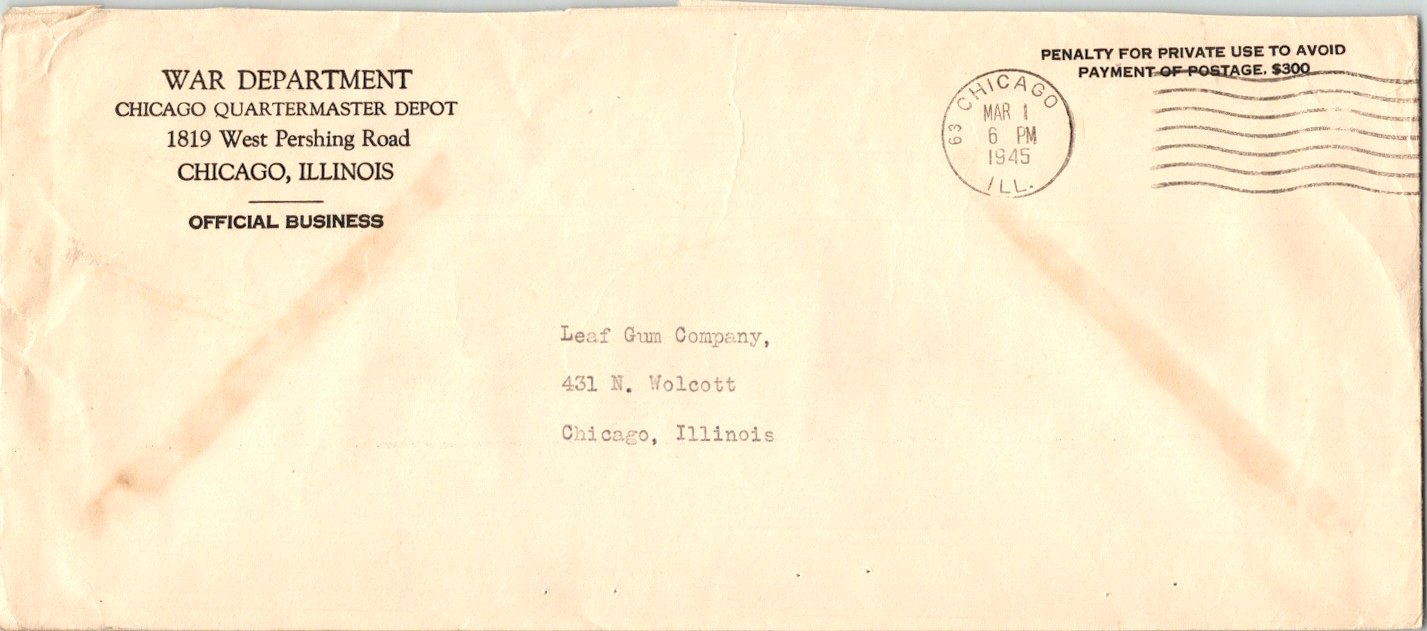 WAR DEPARTMENT
CHICAGO QUARTERMASTER DEPOT
1819 West Pershing Road
CHICAGO, ILLINOIS
OFFICIAL BUSINESS
PENALTY FOR PRIVATE USE TO AVOID
PAYMENT OF POSTAGE, $300
63 CHICAGO
MAR 1
6 PM
1945
ILL.
Leaf Gum Company,
431 N. Wolcott
Chicago, Illinois